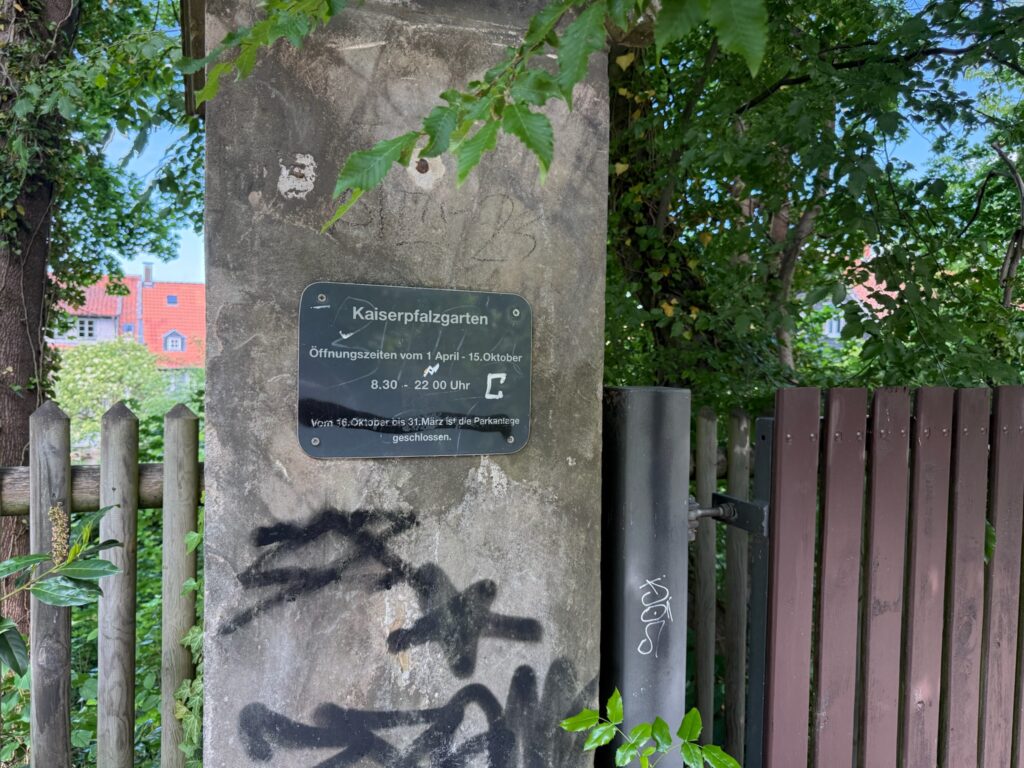 Kaiserpfalzgarten
Öffnungszeiten vom 1 April - 15.Oktober
8.30 - 22 00 Uhr
Vom 16.Oktober bis 31.März ist die Parkanlage
geschlossen.